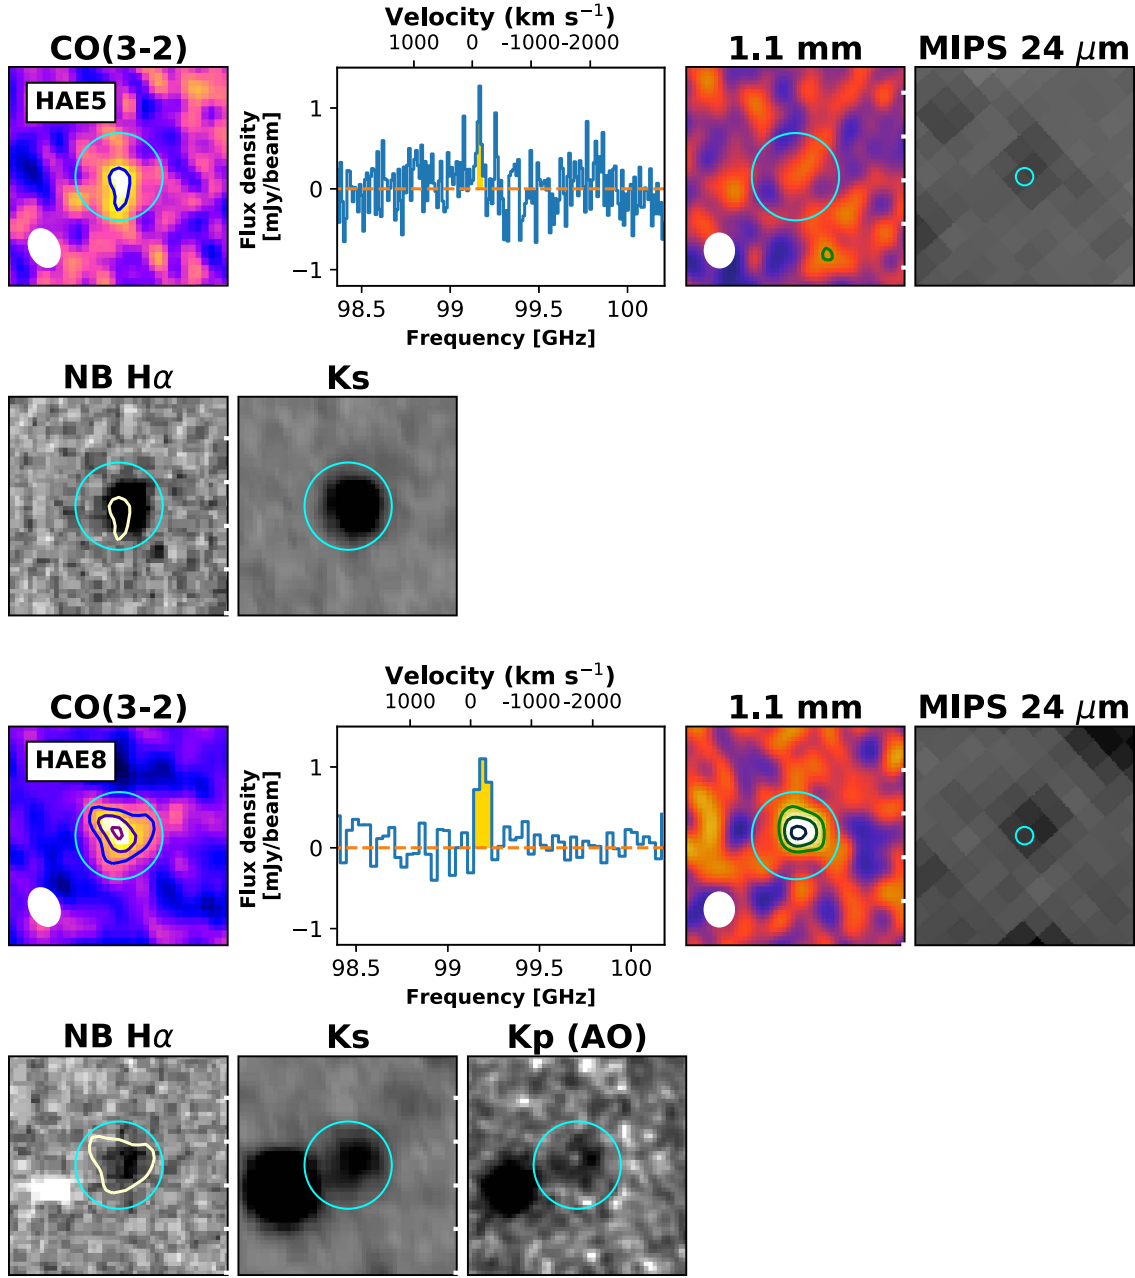 Velocity (km s⁻¹)
1000 0 -1000 -2000
CO(3-2) 1.1 mm MIPS 24 μm
HAE5
Flux density
[mJy/beam]
1
0
−1
98.5 99 99.5 100
Frequency [GHz]
NB Hα Ks
Velocity (km s⁻¹)
1000 0 -1000 -2000
CO(3-2) 1.1 mm MIPS 24 μm
HAE8
Flux density
[mJy/beam]
1
0
−1
98.5 99 99.5 100
Frequency [GHz]
NB Hα Ks Kp (AO)